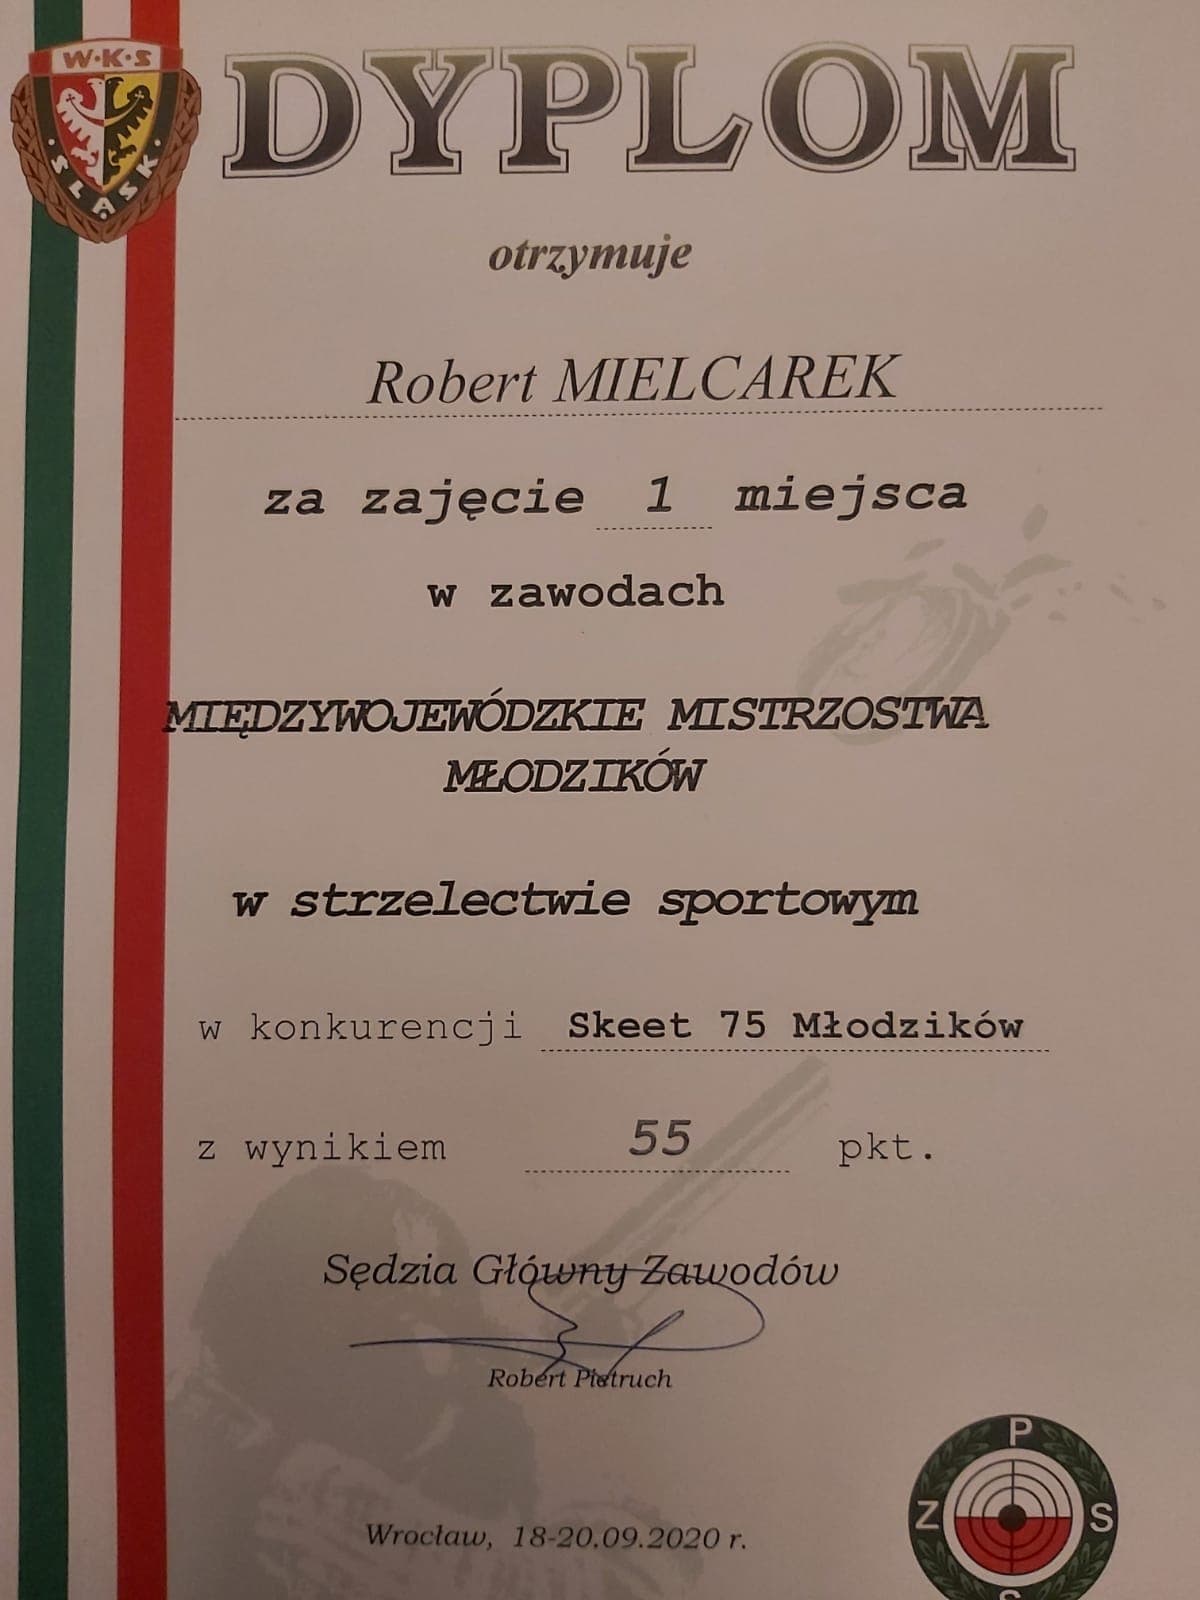 W·K·S
ŚLĄSK
DYPLOM
otrzymuje
Robert MIELCAREK
za zajęcie 1 miejsca
w zawodach
MIĘDZYWOJEWÓDZKIE MISTRZOSTWA
MŁODZIKÓW
w strzelectwie sportowym
w konkurencji Skeet 75 Młodzików
z wynikiem 55 pkt.
Sędzia Główny Zawodów
Robert Pietruch
Wrocław, 18-20.09.2020 r.
P
Z S
S